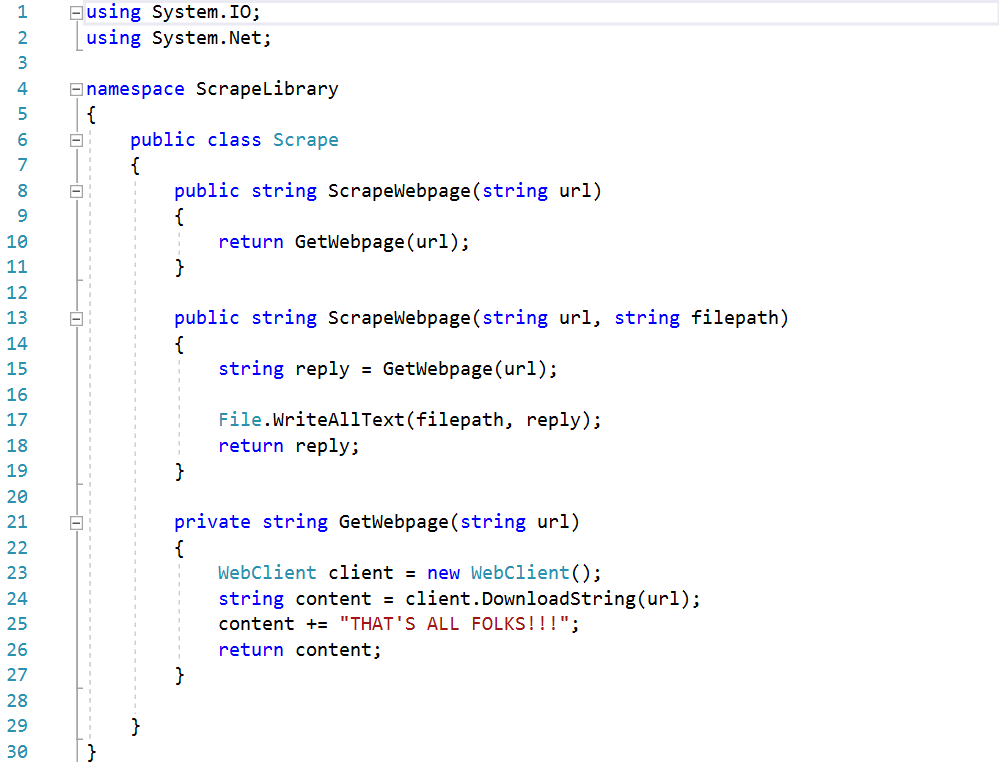 1 using System.IO;
2 using System.Net;
3
4 namespace ScrapeLibrary
5 {
6     public class Scrape
7     {
8         public string ScrapeWebpage(string url)
9         {
10             return GetWebpage(url);
11         }
12
13         public string ScrapeWebpage(string url, string filepath)
14         {
15             string reply = GetWebpage(url);
16
17             File.WriteAllText(filepath, reply);
18             return reply;
19         }
20
21         private string GetWebpage(string url)
22         {
23             WebClient client = new WebClient();
24             string content = client.DownloadString(url);
25             content += "THAT'S ALL FOLKS!!!";
26             return content;
27         }
28
29     }
30 }